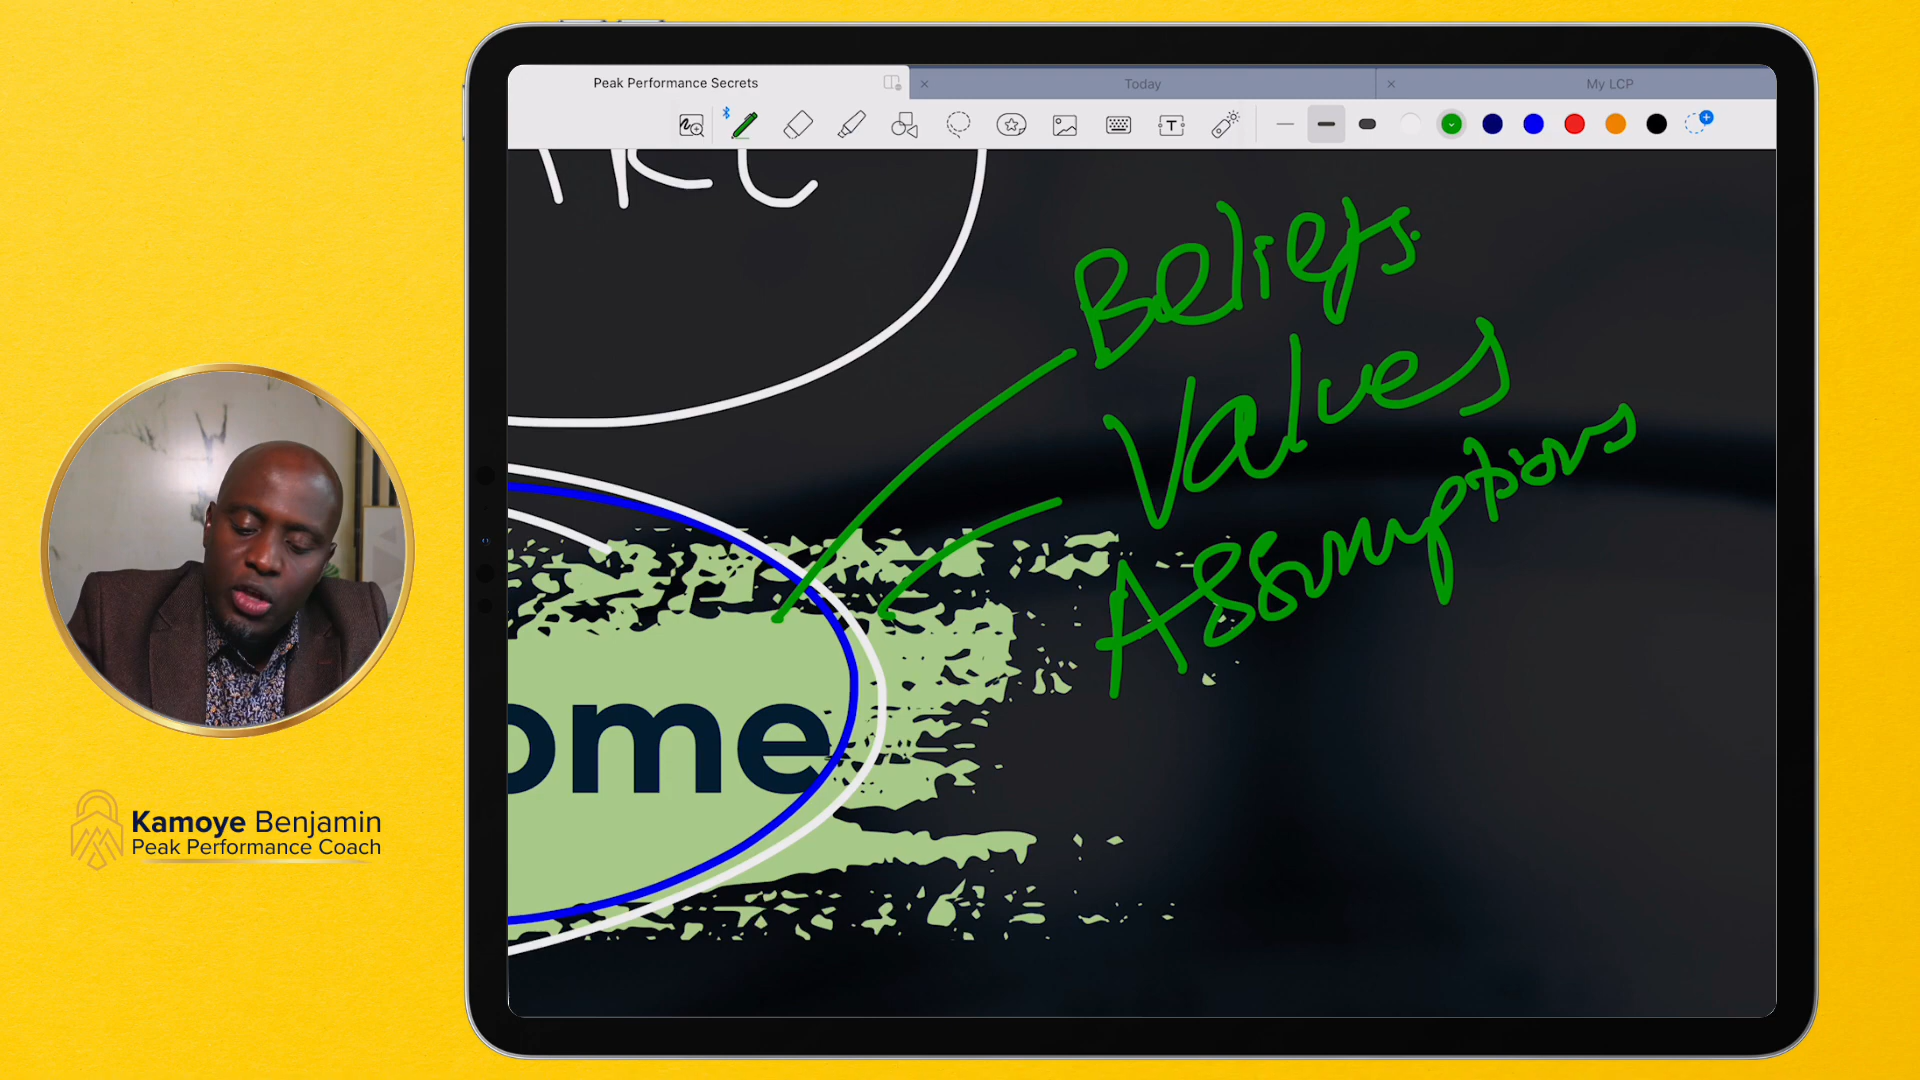 Peak Performance Secrets
Today
My LCP
T
Beliefs.
Values
Assumptions
ome
Kamoye Benjamin
Peak Performance Coach